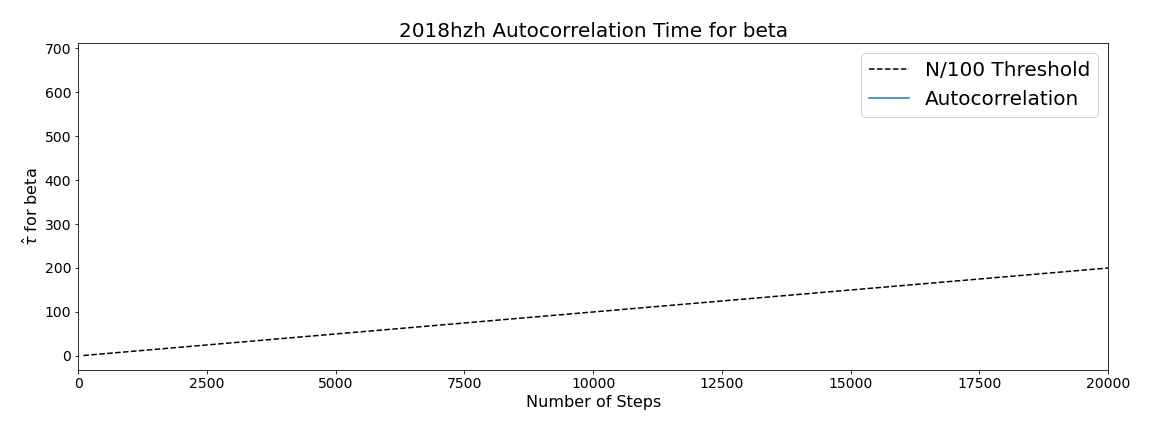 2018hzh Autocorrelation Time for beta
700
600
500
400
300
200
100
0
τ̂ for beta
N/100 Threshold
Autocorrelation
0 2500 5000 7500 10000 12500 15000 17500 20000
Number of Steps